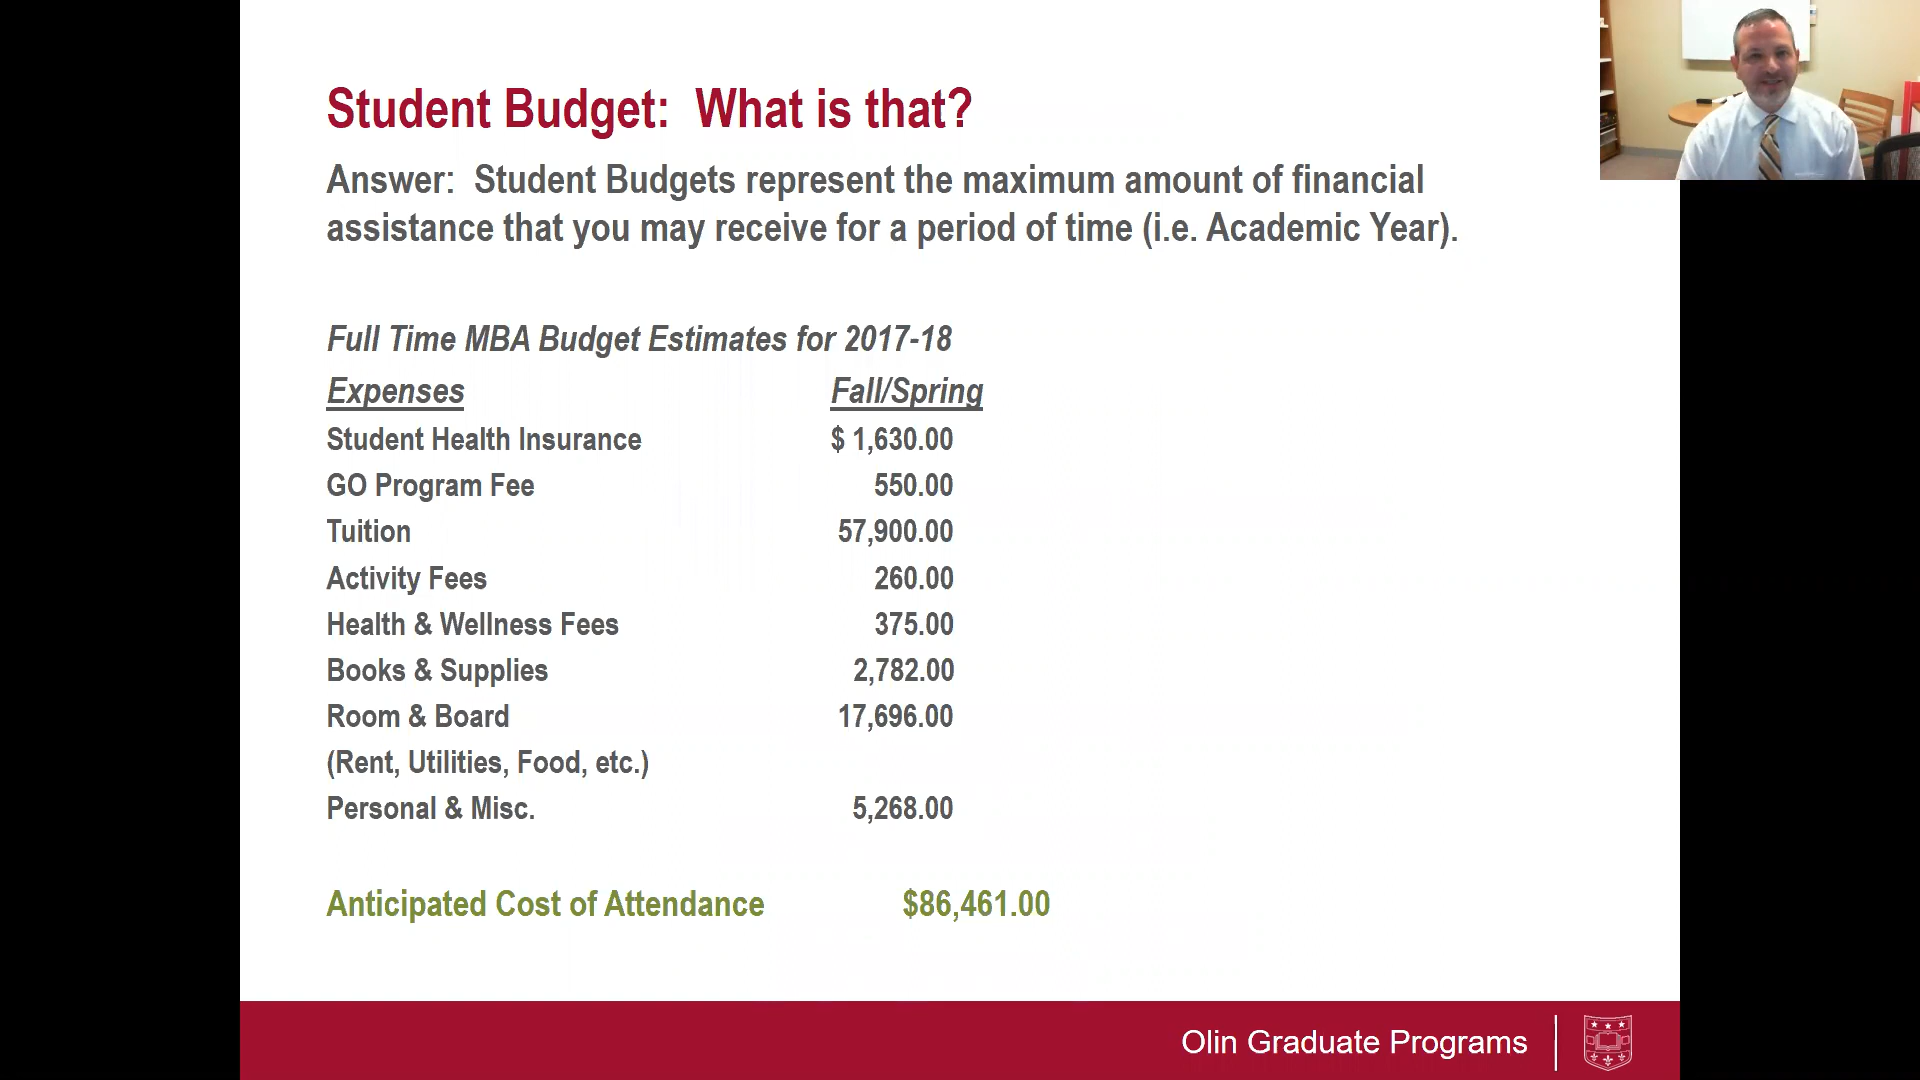 Student Budget:  What is that?
Answer:  Student Budgets represent the maximum amount of financial
assistance that you may receive for a period of time (i.e. Academic Year).
Full Time MBA Budget Estimates for 2017-18
Expenses Fall/Spring
Student Health Insurance $ 1,630.00
GO Program Fee 550.00
Tuition 57,900.00
Activity Fees 260.00
Health & Wellness Fees 375.00
Books & Supplies 2,782.00
Room & Board 17,696.00
(Rent, Utilities, Food, etc.)
Personal & Misc. 5,268.00
Anticipated Cost of Attendance $86,461.00
Olin Graduate Programs